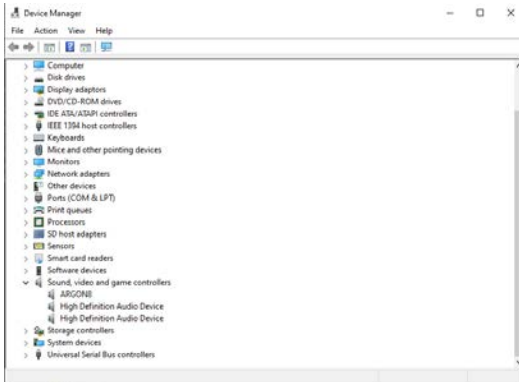 Device Manager
File Action View Help
Computer
Disk drives
Display adaptors
DVD/CD-ROM drives
IDE ATA/ATAPI controllers
IEEE 1394 host controllers
Keyboards
Mice and other pointing devices
Monitors
Network adapters
Other devices
Ports (COM & LPT)
Print queues
Processors
SD host adapters
Sensors
Smart card readers
Software devices
Sound, video and game controllers
ARGON8
High Definition Audio Device
High Definition Audio Device
Storage controllers
System devices
Universal Serial Bus controllers